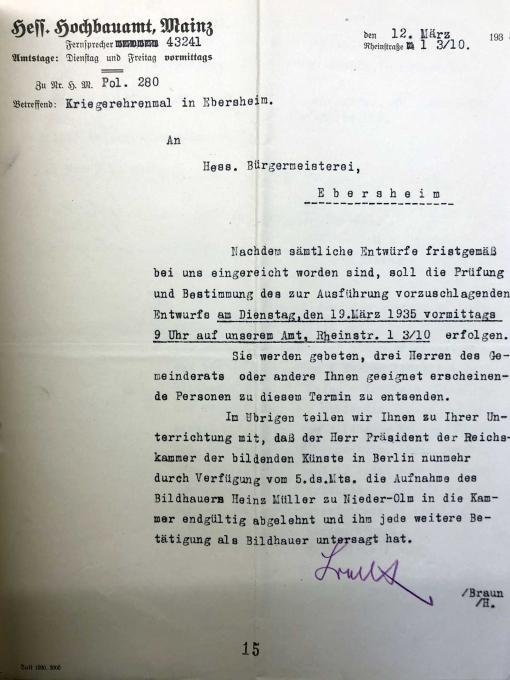 Hess. Hochbauamt, Mainz
Fernsprecher 43241
Amtstage: Dienstag und Freitag vormittags
den 12. März 193
Rheinstraße 1 3/10.
Zu Nr. H. M. Pol. 280
Betreffend: Kriegerehrenmal in Ebersheim.
An
Hess. Bürgermeisterei,
Ebersheim
Nachdem sämtliche Entwürfe fristgemäß
bei uns eingereicht worden sind, soll die Prüfung
und Bestimmung des zur Ausführung vorzuschlagenden
Entwurfs am Dienstag,den 19.März 1935 vormittags
9 Uhr auf unserem Amt, Rheinstr. 1 3/10 erfolgen.
Sie werden gebeten, drei Herren des Ge-
meinderats oder andere Ihnen geeignet erscheinen-
de Personen zu diesem Termin zu entsenden.
Im Übrigen teilen wir Ihnen zu Ihrer Un-
terrichtung mit, daß der Herr Präsident der Reichs-
kammer der bildenden Künste in Berlin nunmehr
durch Verfügung vom 5.ds.Mts. die Aufnahme des
Bildhauers Heinz Müller zu Nieder-Olm in die Kam-
mer endgültig abgelehnt und ihm jede weitere Be-
tätigung als Bildhauer untersagt hat.
/Braun
/H.
15